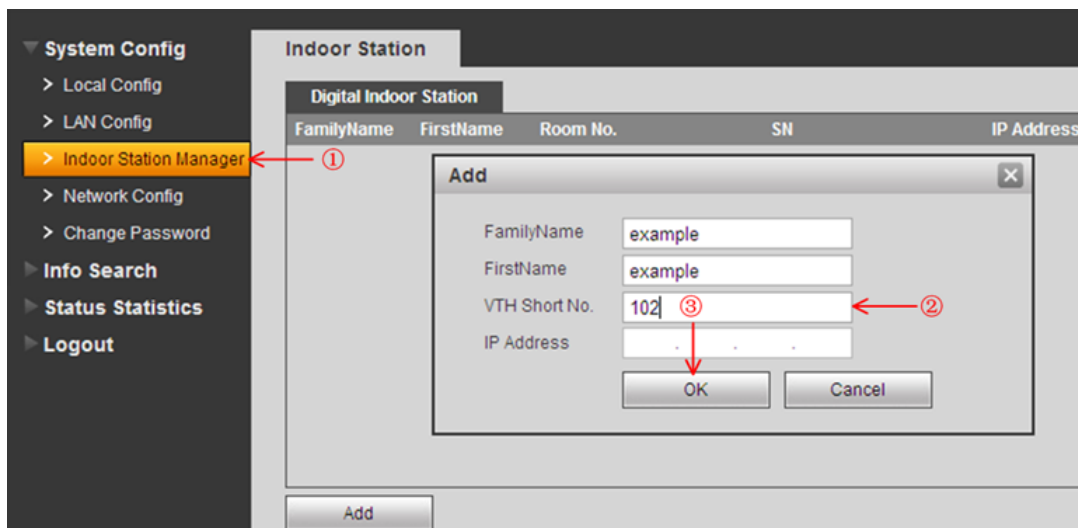 System Config
> Local Config
> LAN Config
> Indoor Station Manager
①
> Network Config
> Change Password
Info Search
Status Statistics
Logout
Indoor Station
Digital Indoor Station
FamilyName FirstName Room No. SN IP Address
Add
FamilyName example
FirstName example
VTH Short No. 102 ③ ②
IP Address . . .
OK Cancel
Add